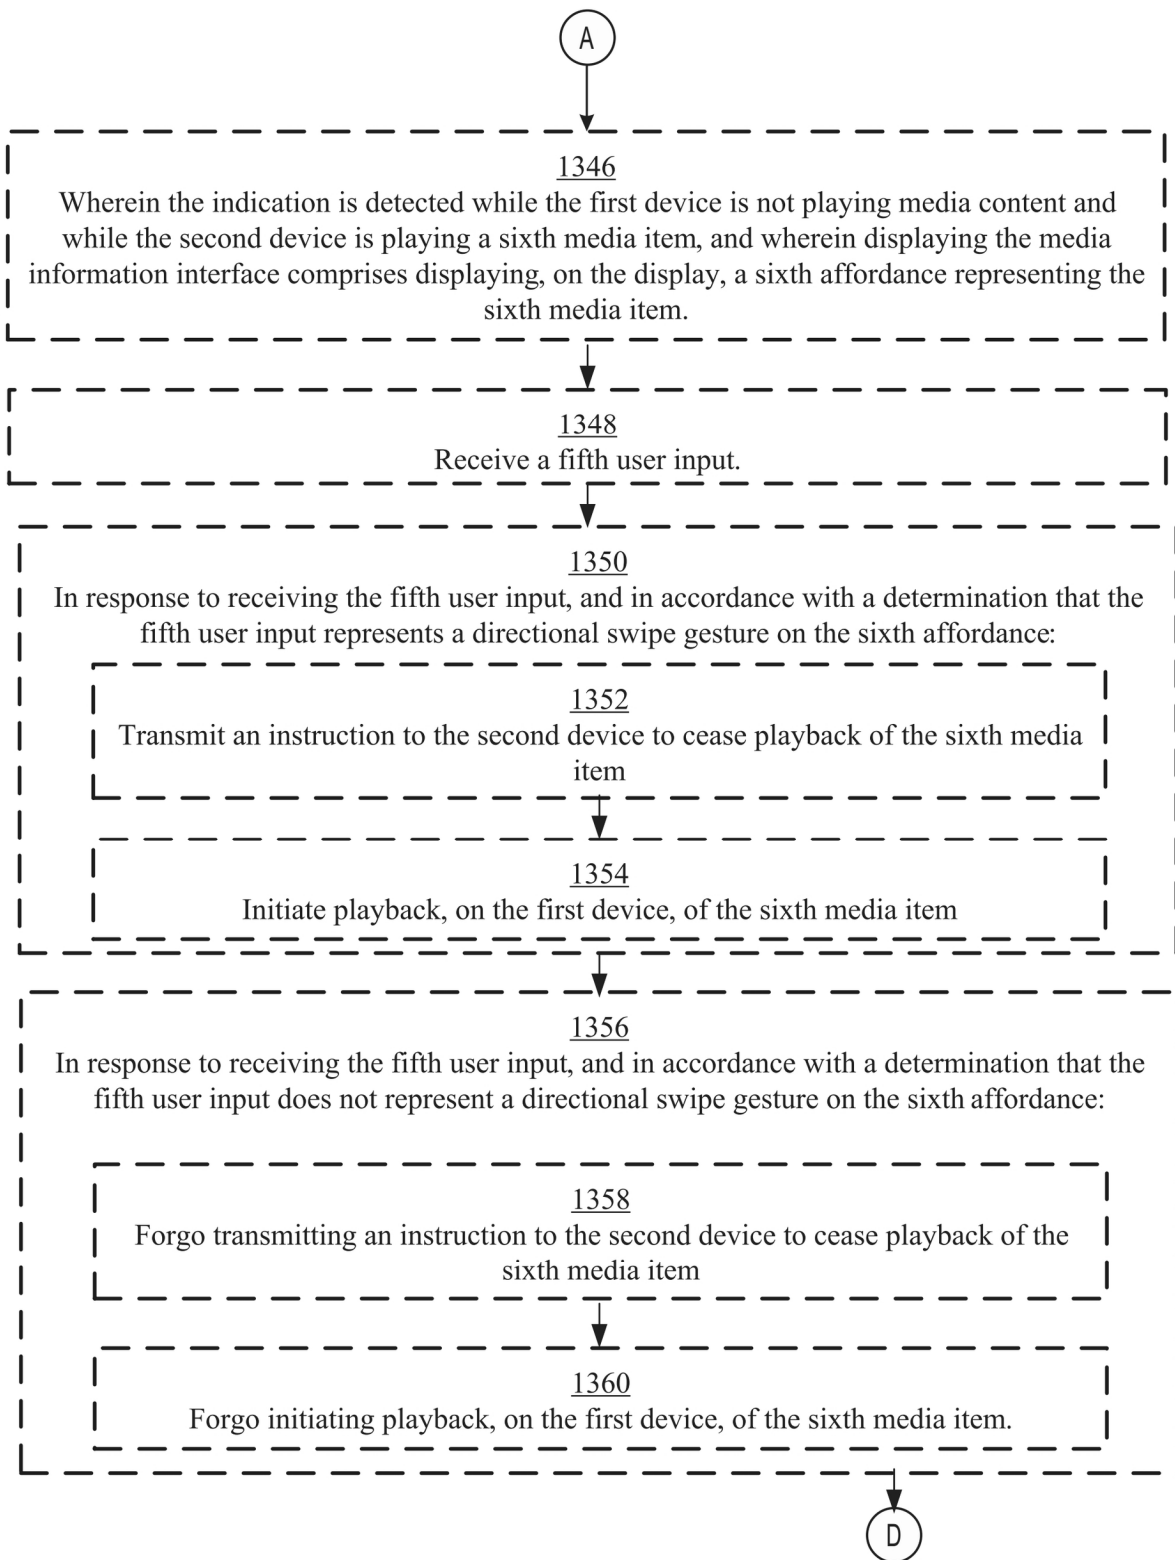 A
1346
Wherein the indication is detected while the first device is not playing media content and
while the second device is playing a sixth media item, and wherein displaying the media
information interface comprises displaying, on the display, a sixth affordance representing the
sixth media item.
1348
Receive a fifth user input.
1350
In response to receiving the fifth user input, and in accordance with a determination that the
fifth user input represents a directional swipe gesture on the sixth affordance:
1352
Transmit an instruction to the second device to cease playback of the sixth media
item
1354
Initiate playback, on the first device, of the sixth media item
1356
In response to receiving the fifth user input, and in accordance with a determination that the
fifth user input does not represent a directional swipe gesture on the sixth affordance:
1358
Forgo transmitting an instruction to the second device to cease playback of the
sixth media item
1360
Forgo initiating playback, on the first device, of the sixth media item.
D